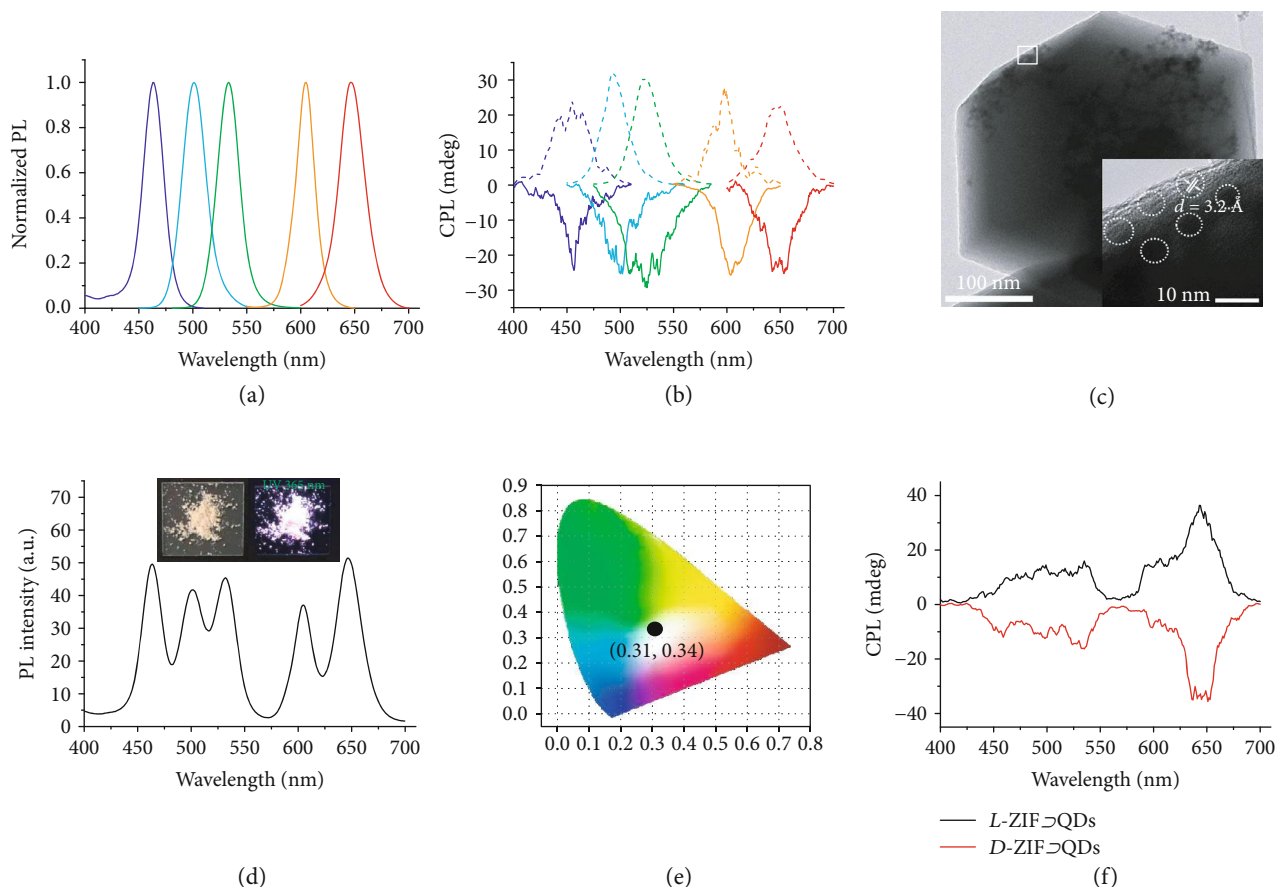 1.0
0.8
0.6
0.4
0.2
0.0
Normalized PL
400 450 500 550 600 650 700
Wavelength (nm)
(a)
30
20
10
0
−10
−20
−30
CPL (mdeg)
400 450 500 550 600 650 700
Wavelength (nm)
(b)
d = 3.2 Å
100 nm
10 nm
(c)
UV 365 nm
70
60
50
40
30
20
10
0
PL intensity (a.u.)
400 450 500 550 600 650 700
Wavelength (nm)
(d)
0.9
0.8
0.7
0.6
0.5
0.4
0.3
0.2
0.1
0.0
(0.31, 0.34)
0.0 0.1 0.2 0.3 0.4 0.5 0.6 0.7 0.8
(e)
40
20
0
−20
−40
CPL (mdeg)
400 450 500 550 600 650 700
Wavelength (nm)
L-ZIF⊃QDs
D-ZIF⊃QDs
(f)